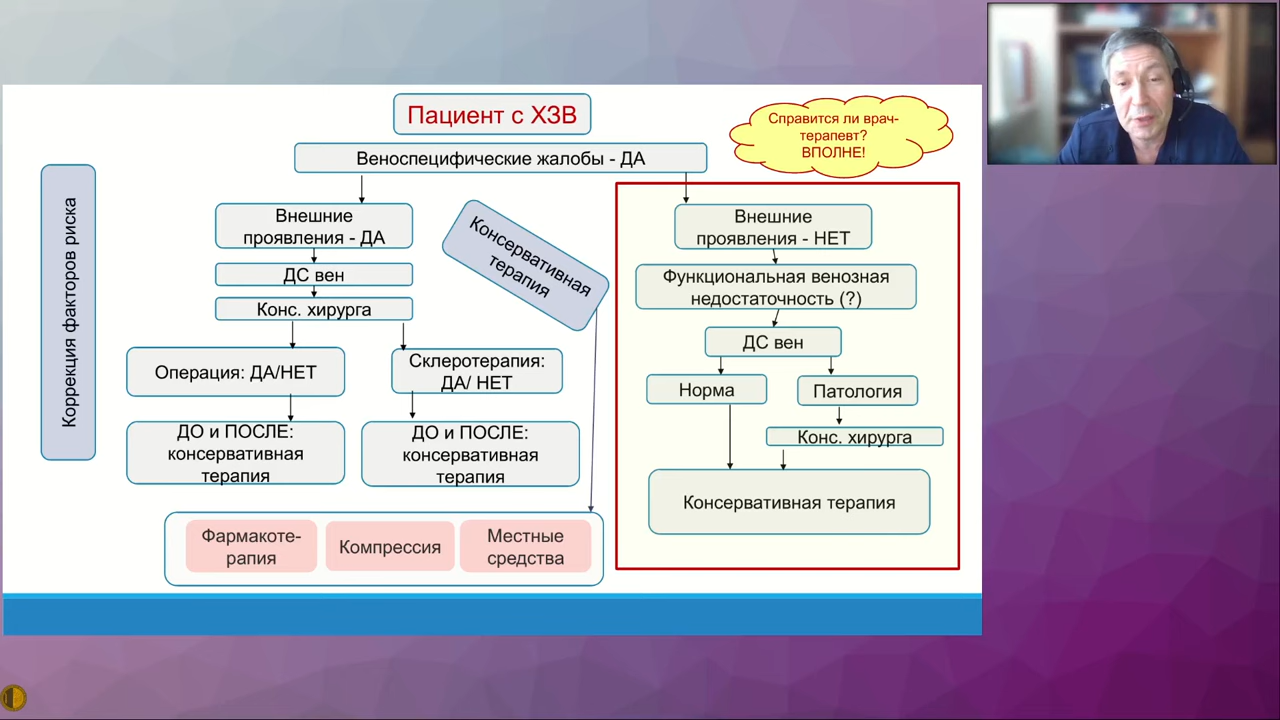 Пациент с ХЗВ
Справится ли врач-
терапевт?
ВПОЛНЕ!
Веноспецифические жалобы - ДА
Коррекция факторов риска
Внешние
проявления - ДА
ДС вен
Конс. хирурга
Операция: ДА/НЕТ
Склеротерапия:
ДА/ НЕТ
ДО и ПОСЛЕ:
консервативная
терапия
ДО и ПОСЛЕ:
консервативная
терапия
Консервативная
терапия
Фармакоте-
рапия
Компрессия
Местные
средства
Внешние
проявления - НЕТ
Функциональная венозная
недостаточность (?)
ДС вен
Норма
Патология
Конс. хирурга
Консервативная терапия